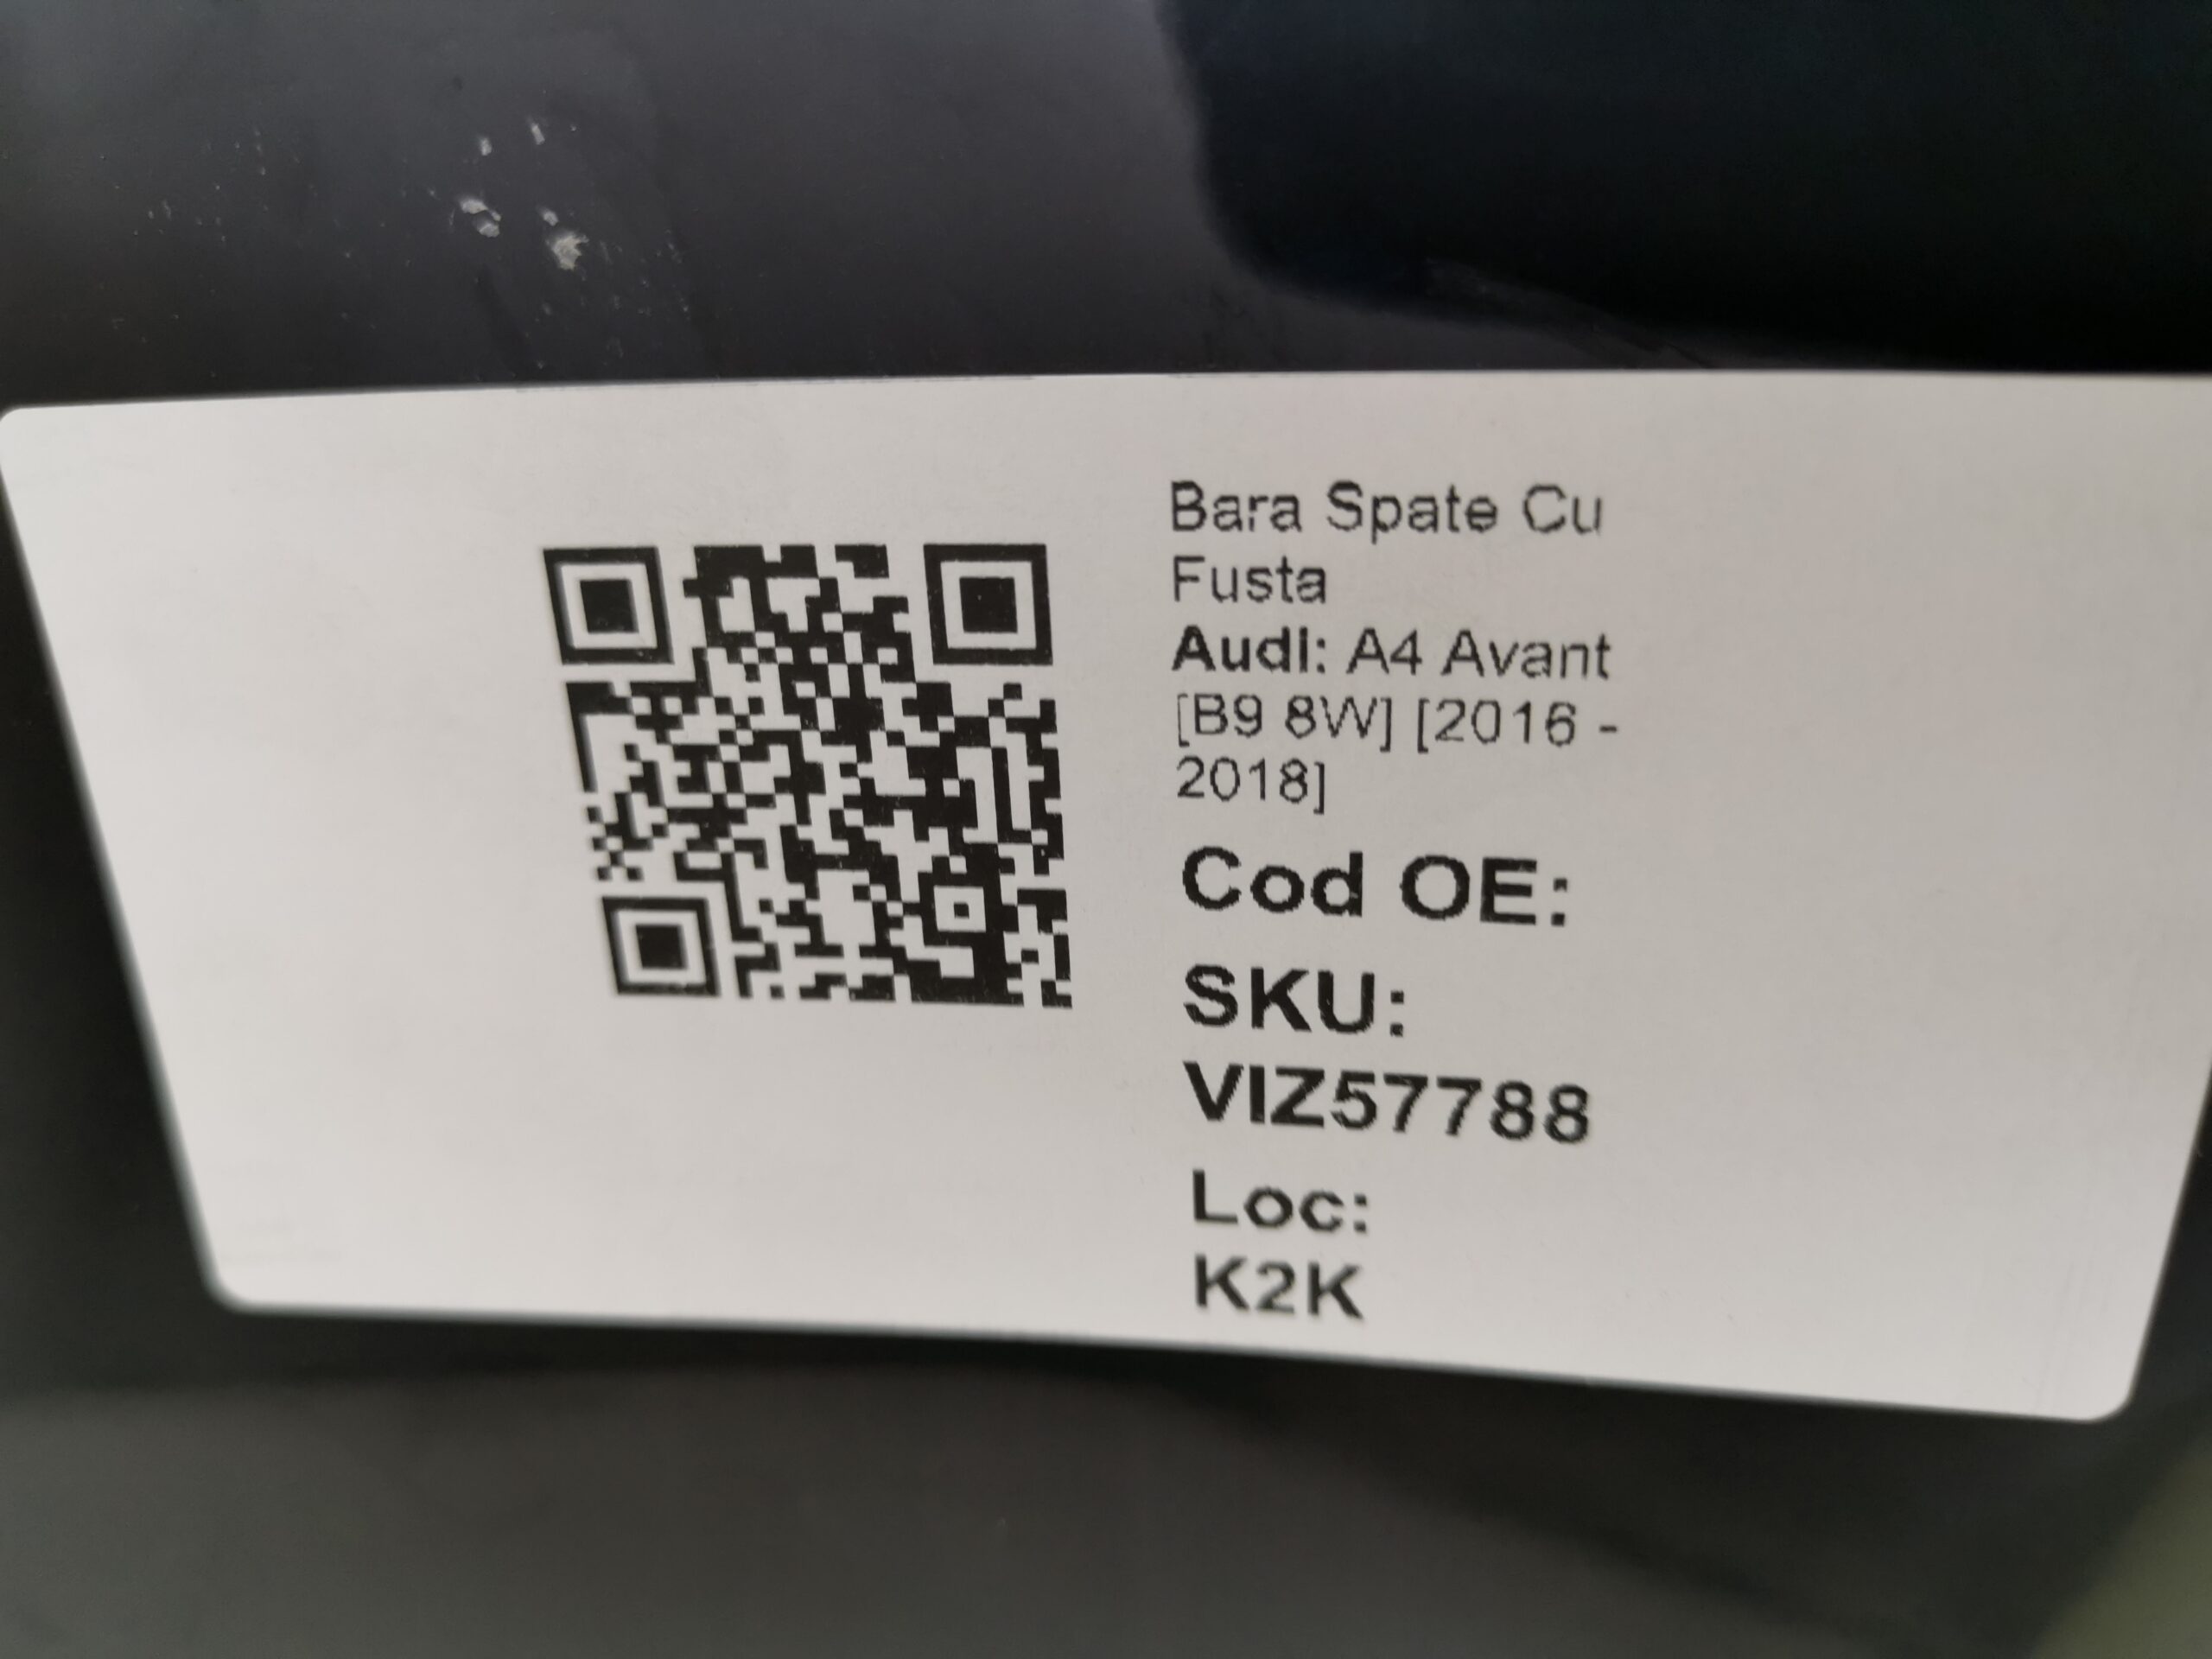 Bara Spate Cu
Fusta
Audi: A4 Avant
[B9 8W] [2016 -
2018]
Cod OE:
SKU:
VIZ57788
Loc:
K2K